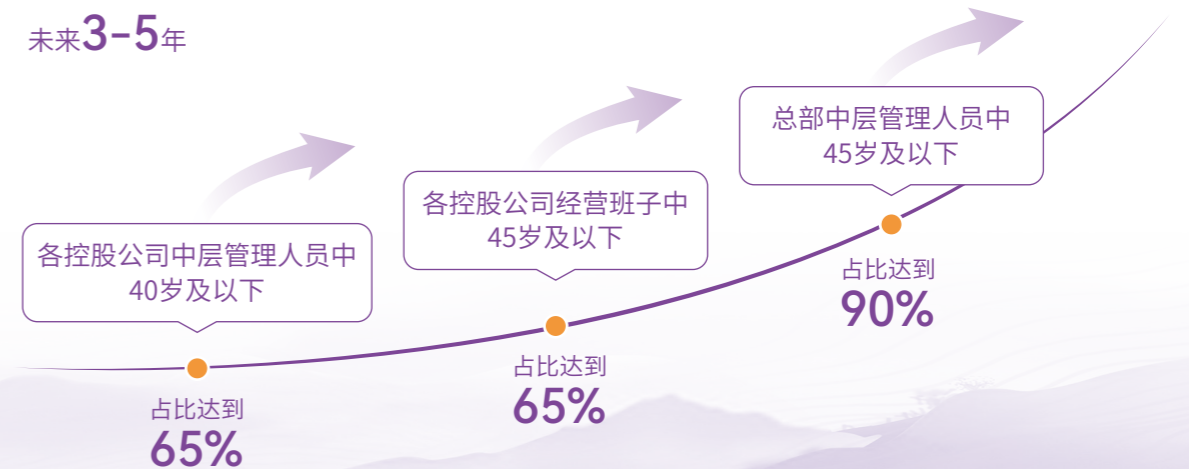 未来3-5年
各控股公司中层管理人员中
40岁及以下
占比达到
65%
各控股公司经营班子中
45岁及以下
占比达到
65%
总部中层管理人员中
45岁及以下
占比达到
90%